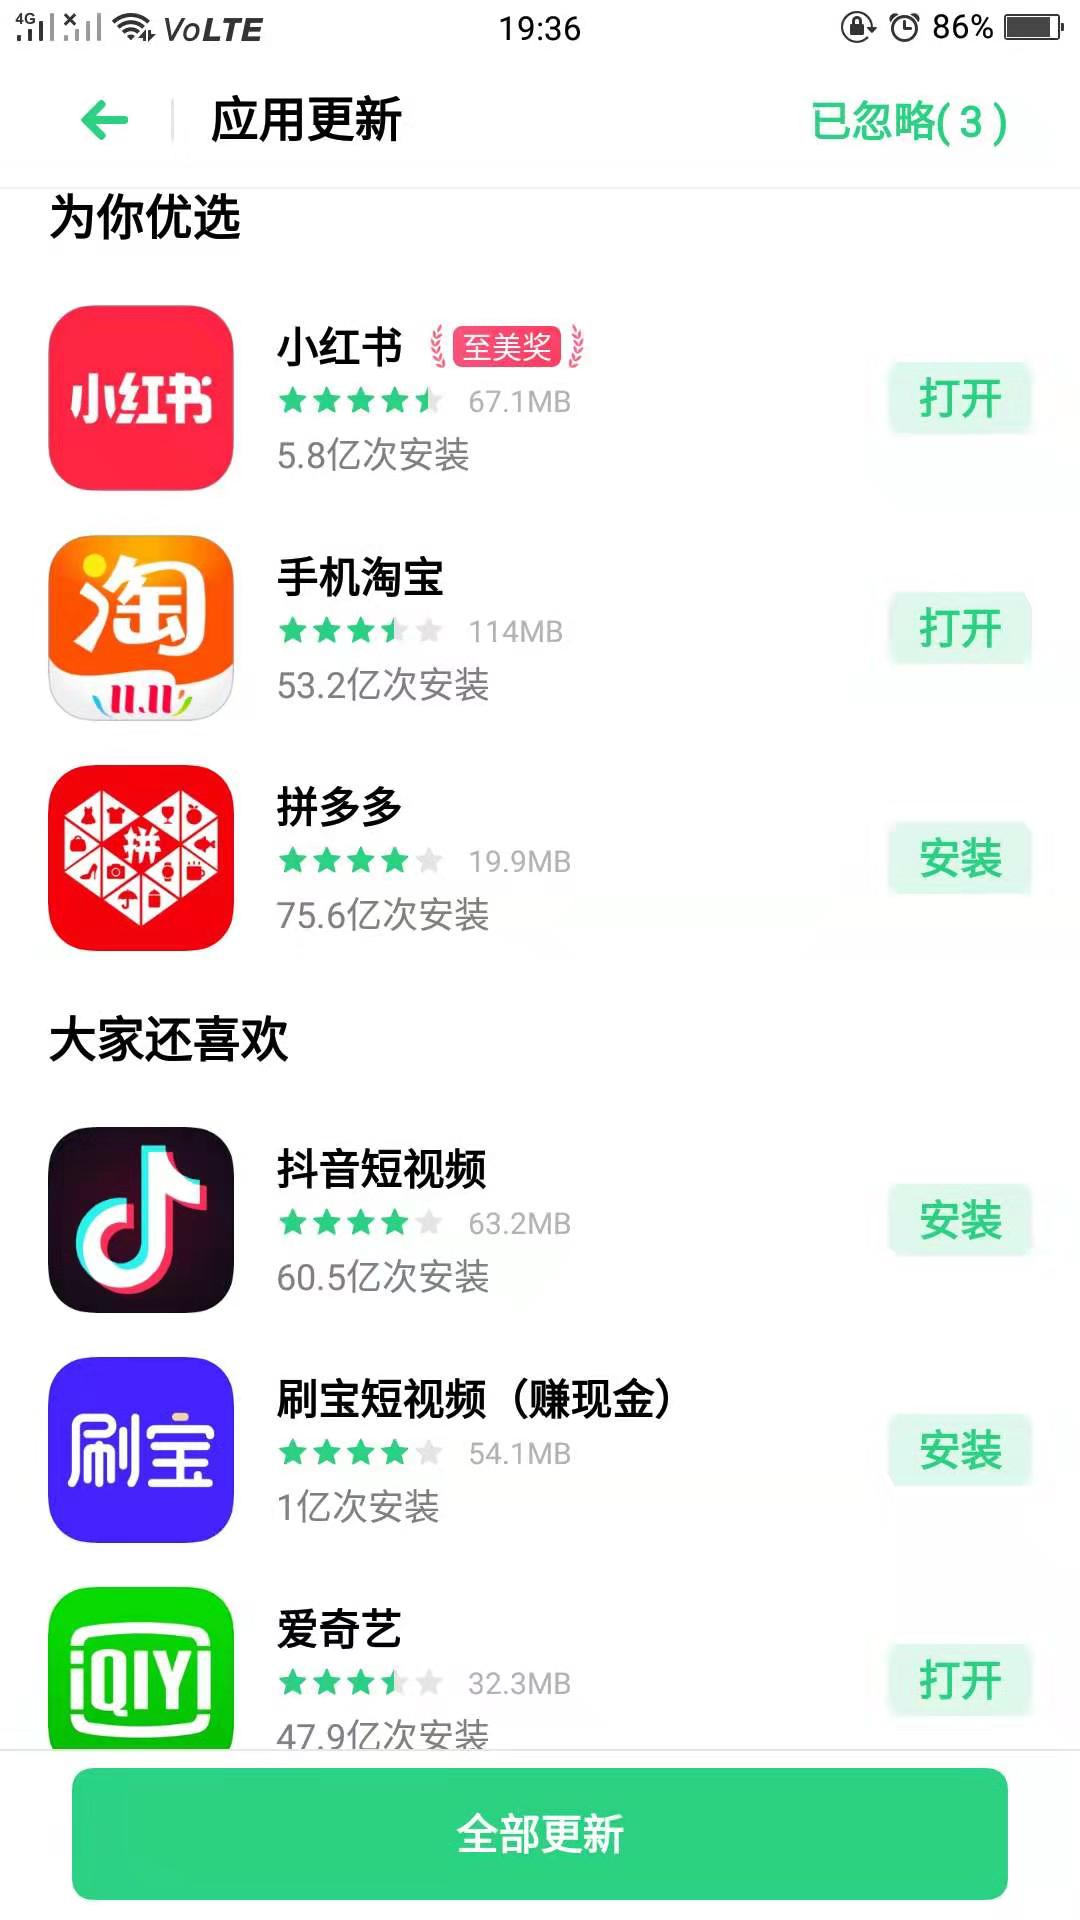 4G VoLTE 19:36 86%
应用更新 已忽略( 3 )
为你优选
小红书
小红书 至美奖
67.1MB
5.8亿次安装
打开
淘
11.11
手机淘宝
114MB
53.2亿次安装
打开
拼
拼多多
19.9MB
75.6亿次安装
安装
大家还喜欢
抖音短视频
63.2MB
60.5亿次安装
安装
刷宝
刷宝短视频（赚现金）
54.1MB
1亿次安装
安装
iQIYI
爱奇艺
32.3MB
47.9亿次安装
打开
全部更新